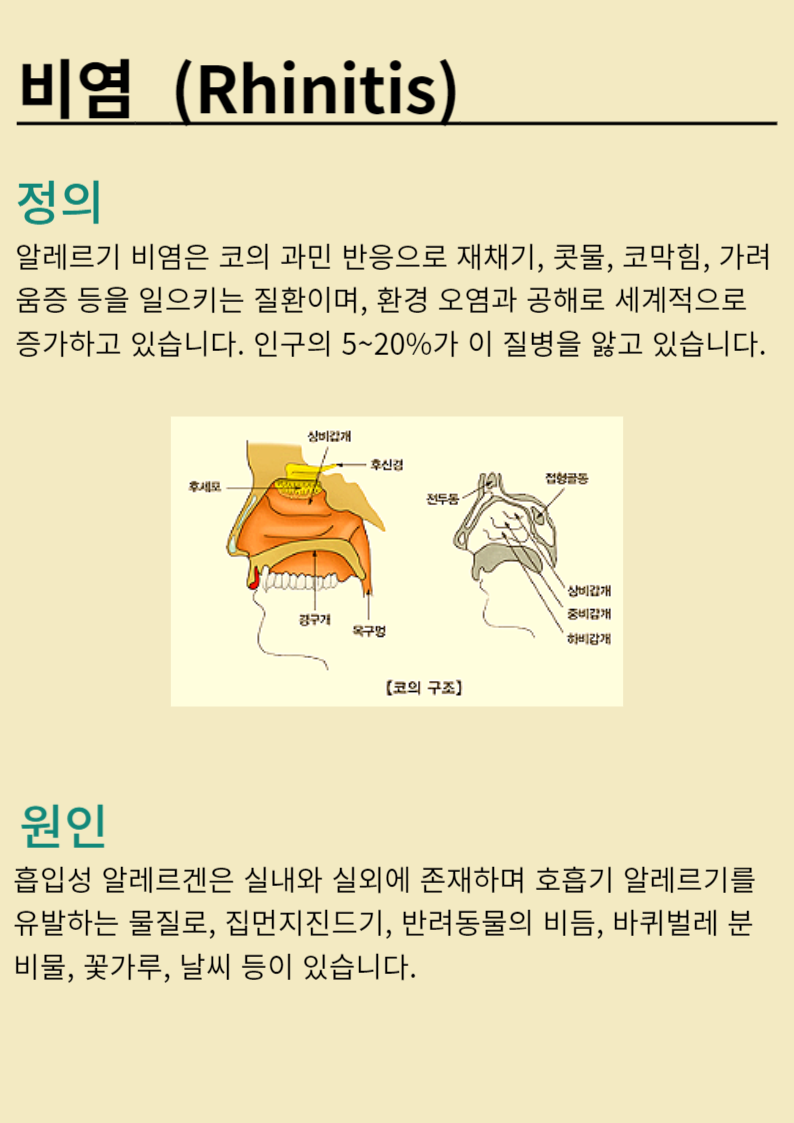 비염 (Rhinitis)
정의
알레르기 비염은 코의 과민 반응으로 재채기, 콧물, 코막힘, 가려
움증 등을 일으키는 질환이며, 환경 오염과 공해로 세계적으로
증가하고 있습니다. 인구의 5~20%가 이 질병을 앓고 있습니다.
상비갑개
후신경
후세포
경구개
목구멍
전두동
접형골동
상비갑개
중비갑개
하비갑개
【코의 구조】
원인
흡입성 알레르겐은 실내와 실외에 존재하며 호흡기 알레르기를
유발하는 물질로, 집먼지진드기, 반려동물의 비듬, 바퀴벌레 분
비물, 꽃가루, 날씨 등이 있습니다.